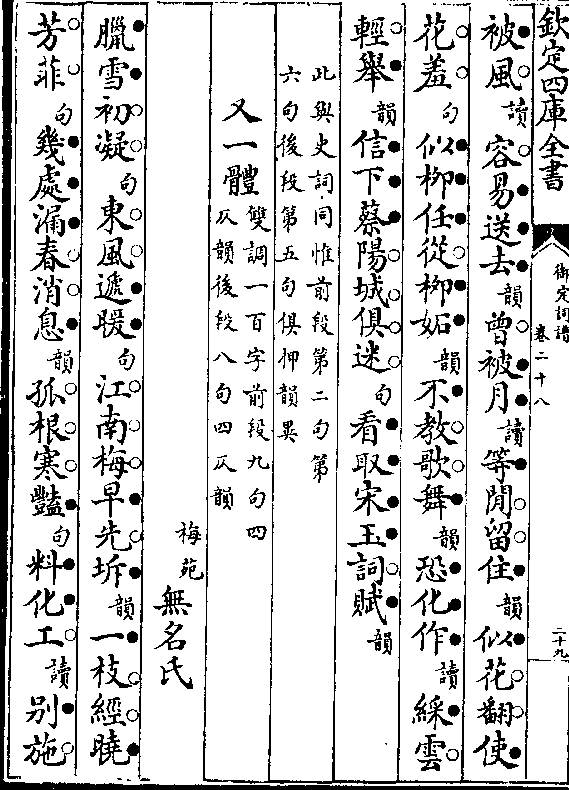 欽定四庫全書
御定詞譜
卷二十八
二十九
被風讀容易送去韻曾被月讀等閒留住韻似花翻使
花羞句似柳任從柳妬韻不教歌舞韻恐化作讀綵雲
輕舉韻信下蔡陽城俱迷句看取宋玉詞賦韻
此與史詞同惟前段第二句第
六句後段第五句俱押韻異
又一體雙調一百字前段九句四
仄韻後段八句四仄韻
梅苑無名氏
臘雪初凝句東風遞暖句江南梅早先坼韻一枝經曉
芳菲句幾處漏春消息韻孤根寒豔句料化工讀別施